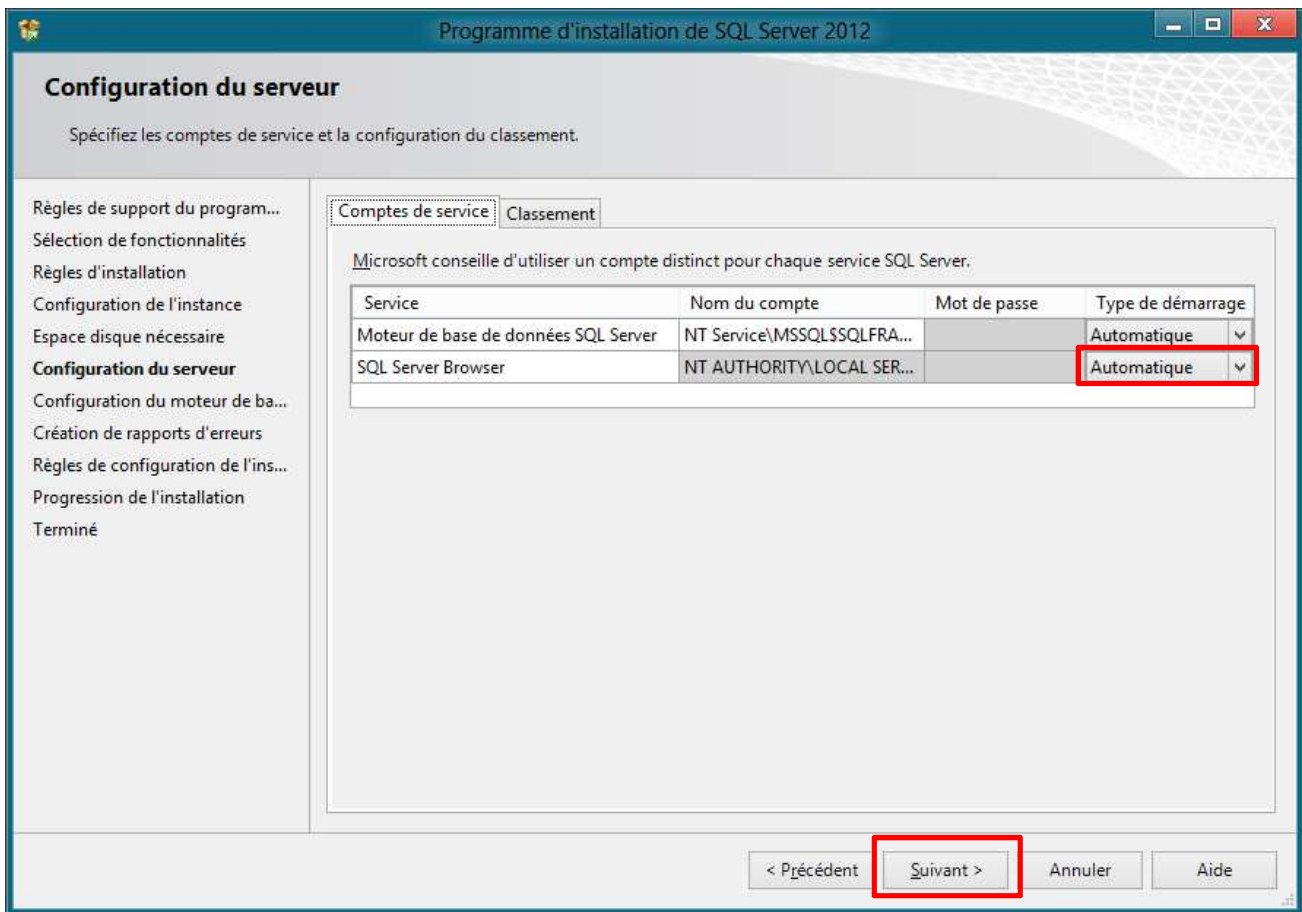 Programme d'installation de SQL Server 2012
Configuration du serveur
Spécifiez les comptes de service et la configuration du classement.
Règles de support du program...
Sélection de fonctionnalités
Règles d'installation
Configuration de l'instance
Espace disque nécessaire
Configuration du serveur
Configuration du moteur de ba...
Création de rapports d'erreurs
Règles de configuration de l'ins...
Progression de l'installation
Terminé
Comptes de service Classement
Microsoft conseille d'utiliser un compte distinct pour chaque service SQL Server.
Service Nom du compte Mot de passe Type de démarrage
Moteur de base de données SQL Server NT Service\MSSQL$SQLFRA... Automatique
SQL Server Browser NT AUTHORITY\LOCAL SER... Automatique
< Précédent Suivant > Annuler Aide